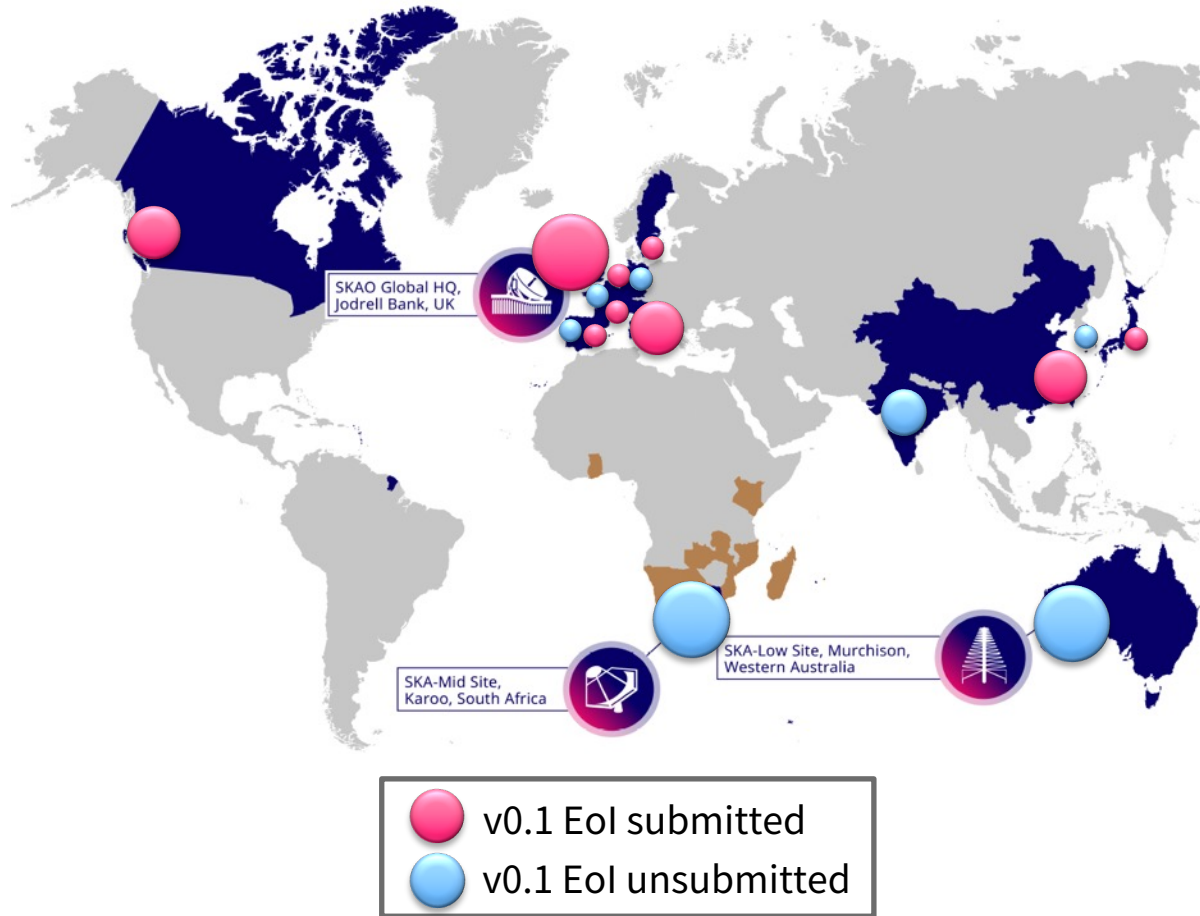 SKAO Global HQ,
Jodrell Bank, UK
SKA-Mid Site,
Karoo, South Africa
SKA-Low Site, Murchison,
Western Australia
v0.1 EoI submitted
v0.1 EoI unsubmitted